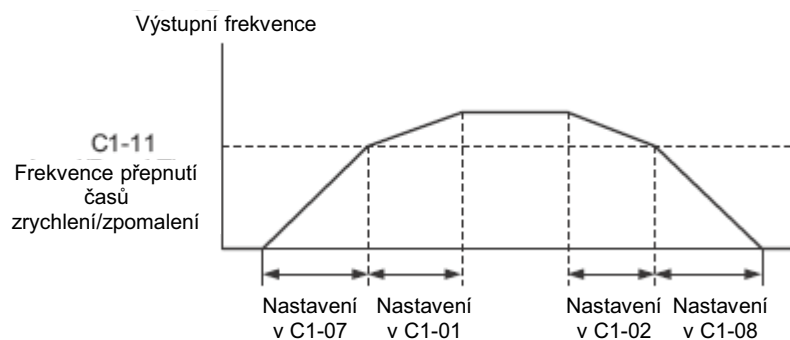 Výstupní frekvence
C1-11
Frekvence přepnutí
časů
zrychlení/zpomalení
Nastavení
v C1-07
Nastavení
v C1-01
Nastavení
v C1-02
Nastavení
v C1-08